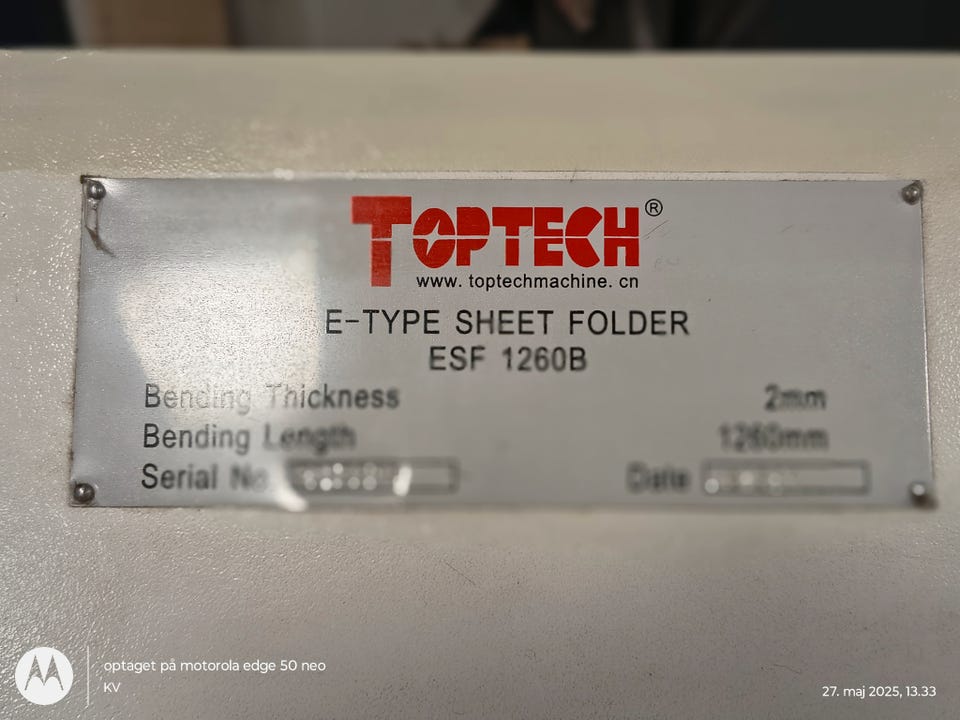 TOPTECH®
www.toptechmachine.cn
E-TYPE SHEET FOLDER
ESF 1260B
Bending Thickness 2mm
Bending Length 1260mm
Serial No.
Date
optaget på motorola edge 50 neo
KV
27. maj 2025, 13.33